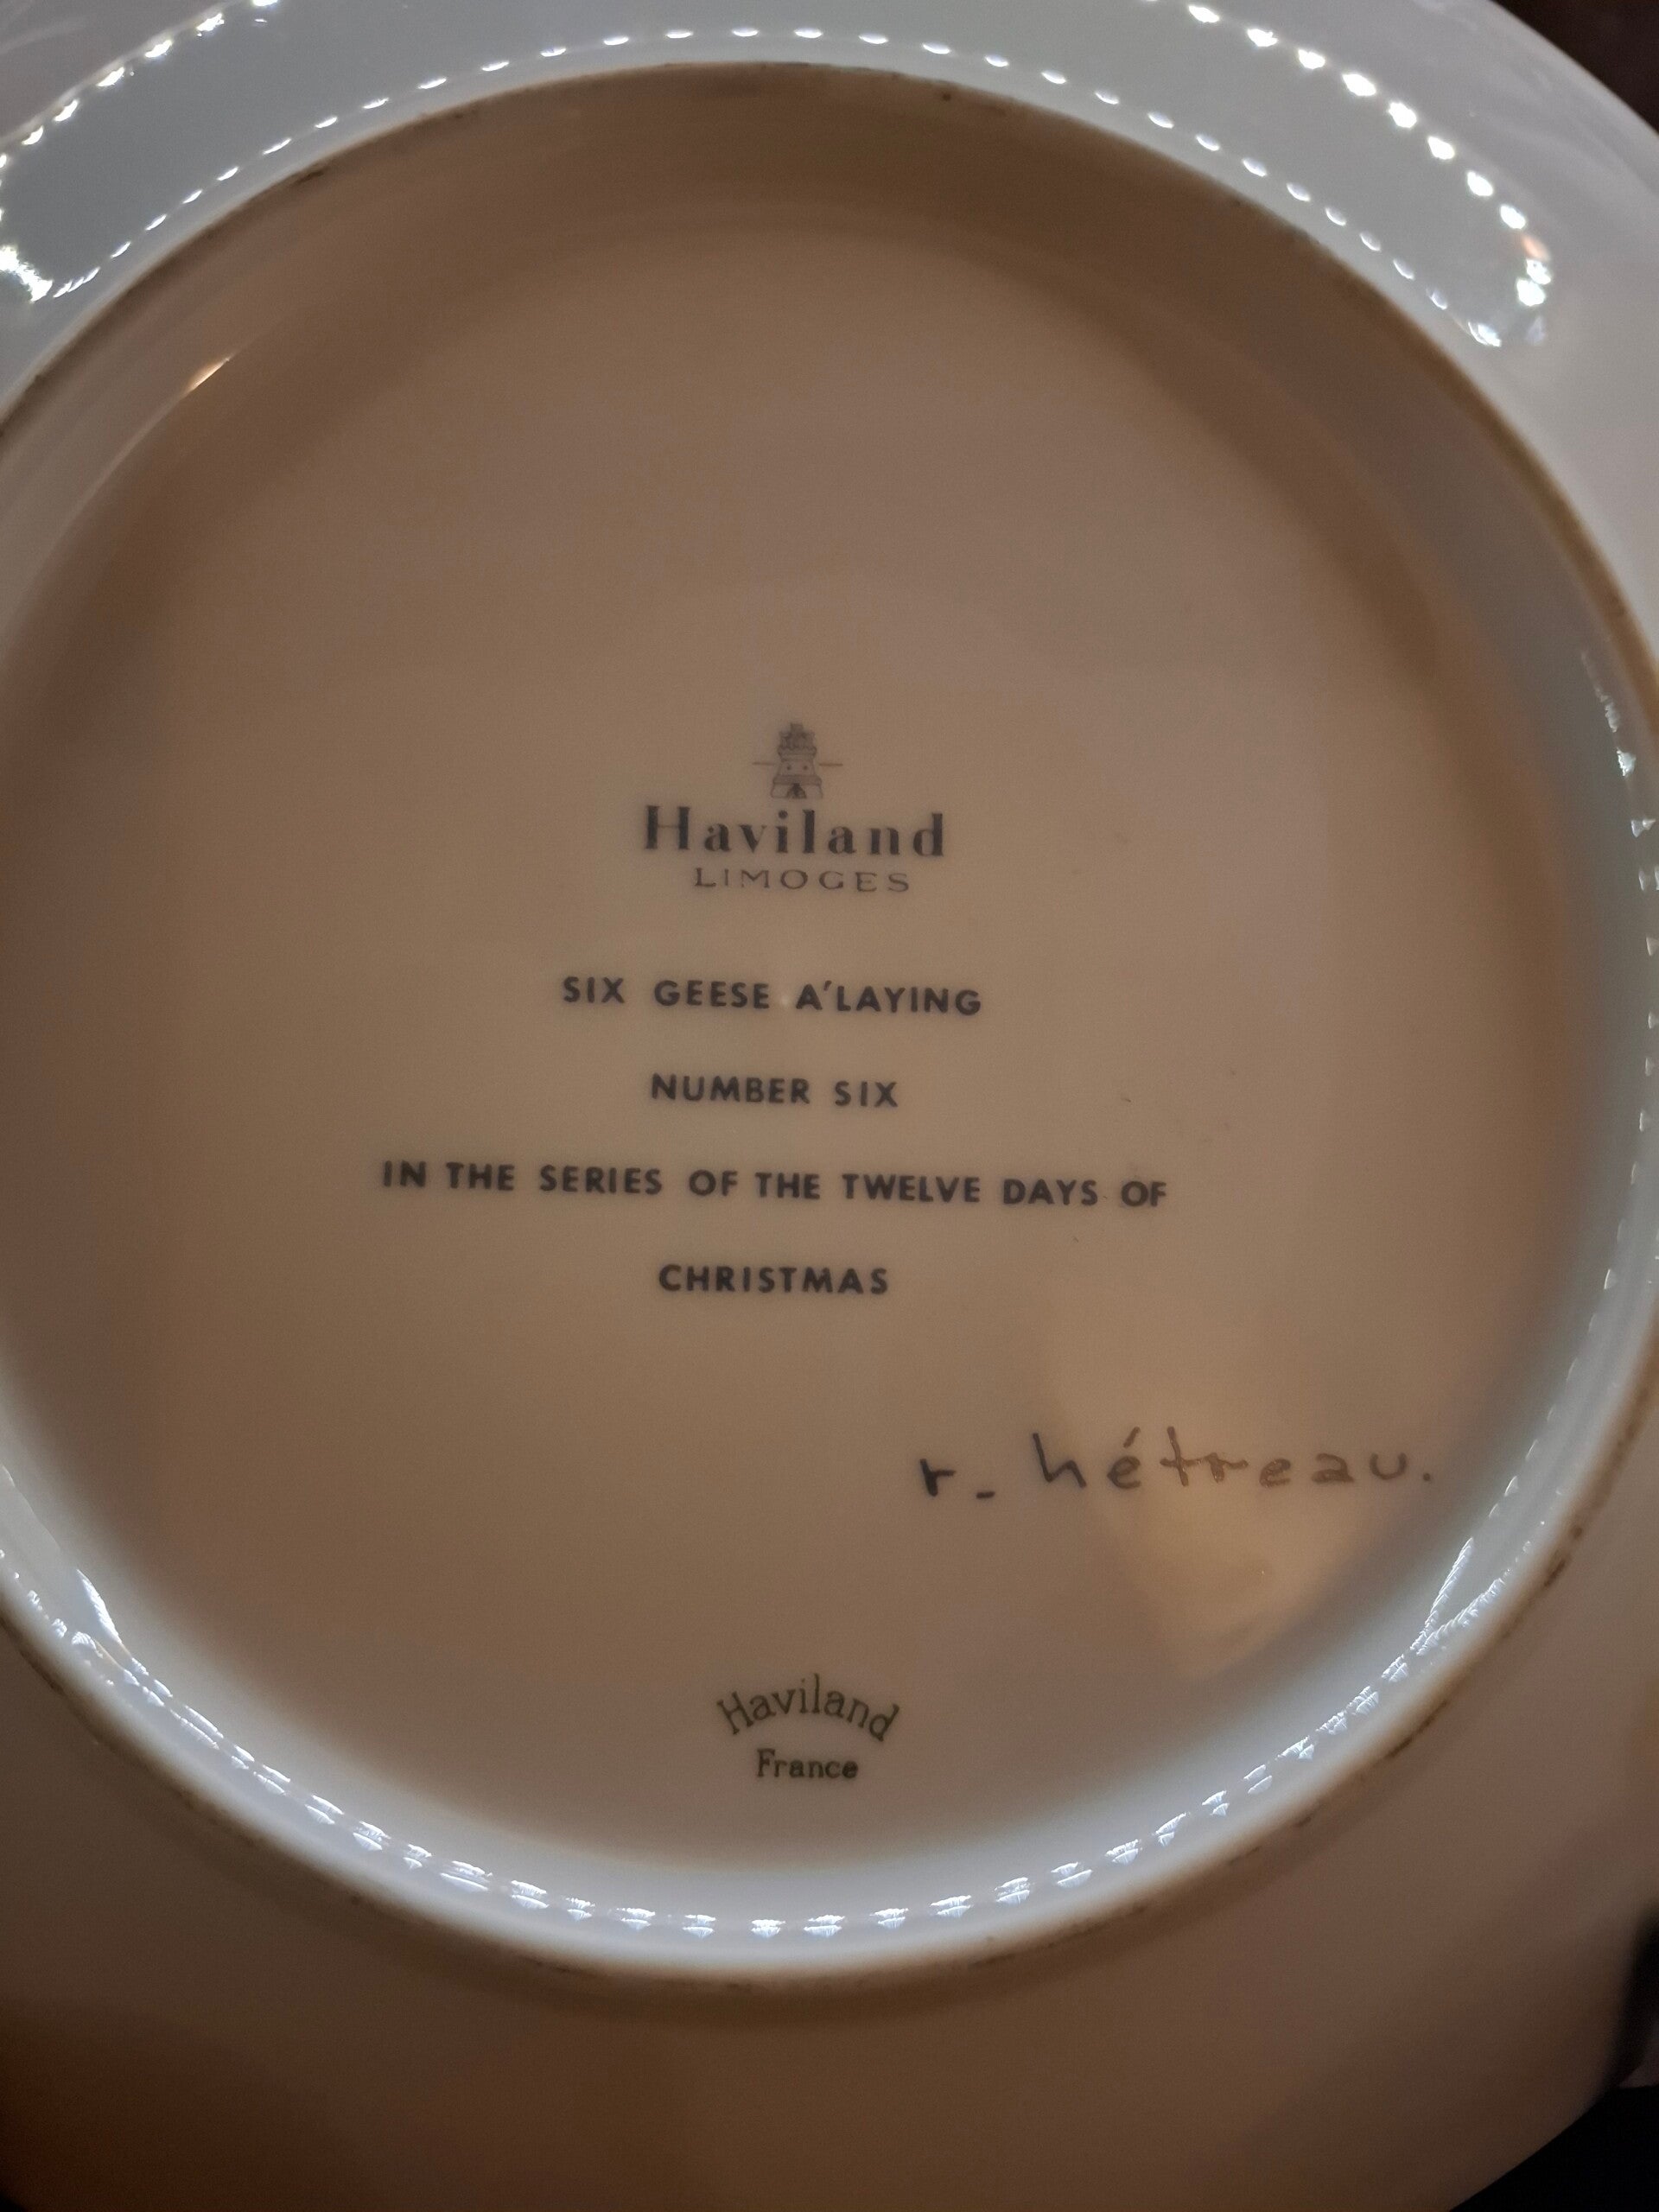 Haviland
LIMOGES
SIX GEESE A'LAYING
NUMBER SIX
IN THE SERIES OF THE TWELVE DAYS OF
CHRISTMAS
r. hétreau.
Haviland
France